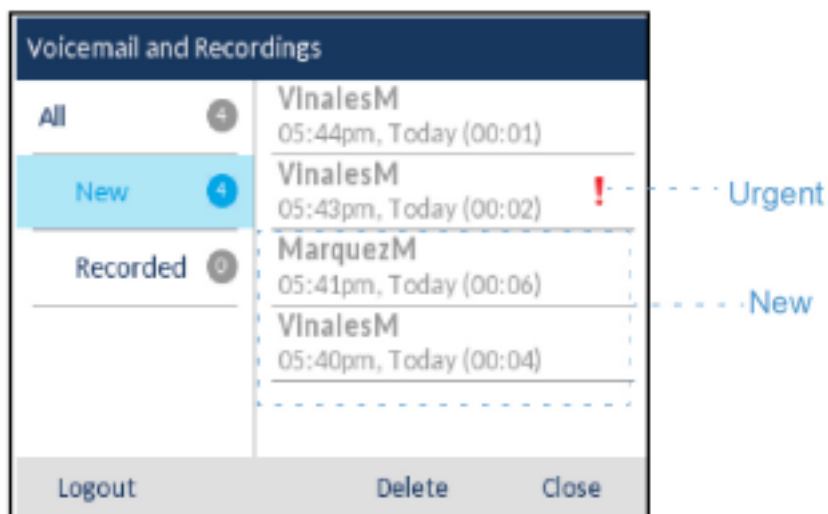 Voicemail and Recordings
All 4
New 4
Recorded 0
VInalesM
05:44pm, Today (00:01)
VInalesM
05:43pm, Today (00:02) !
MarquezM
05:41pm, Today (00:06)
VInalesM
05:40pm, Today (00:04)
Urgent
New
Logout Delete Close